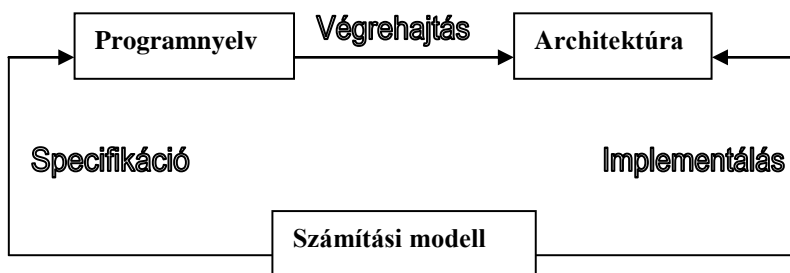 Programnyelv
Végrehajtás
Architektúra
Specifikáció
Implementálás
Számítási modell